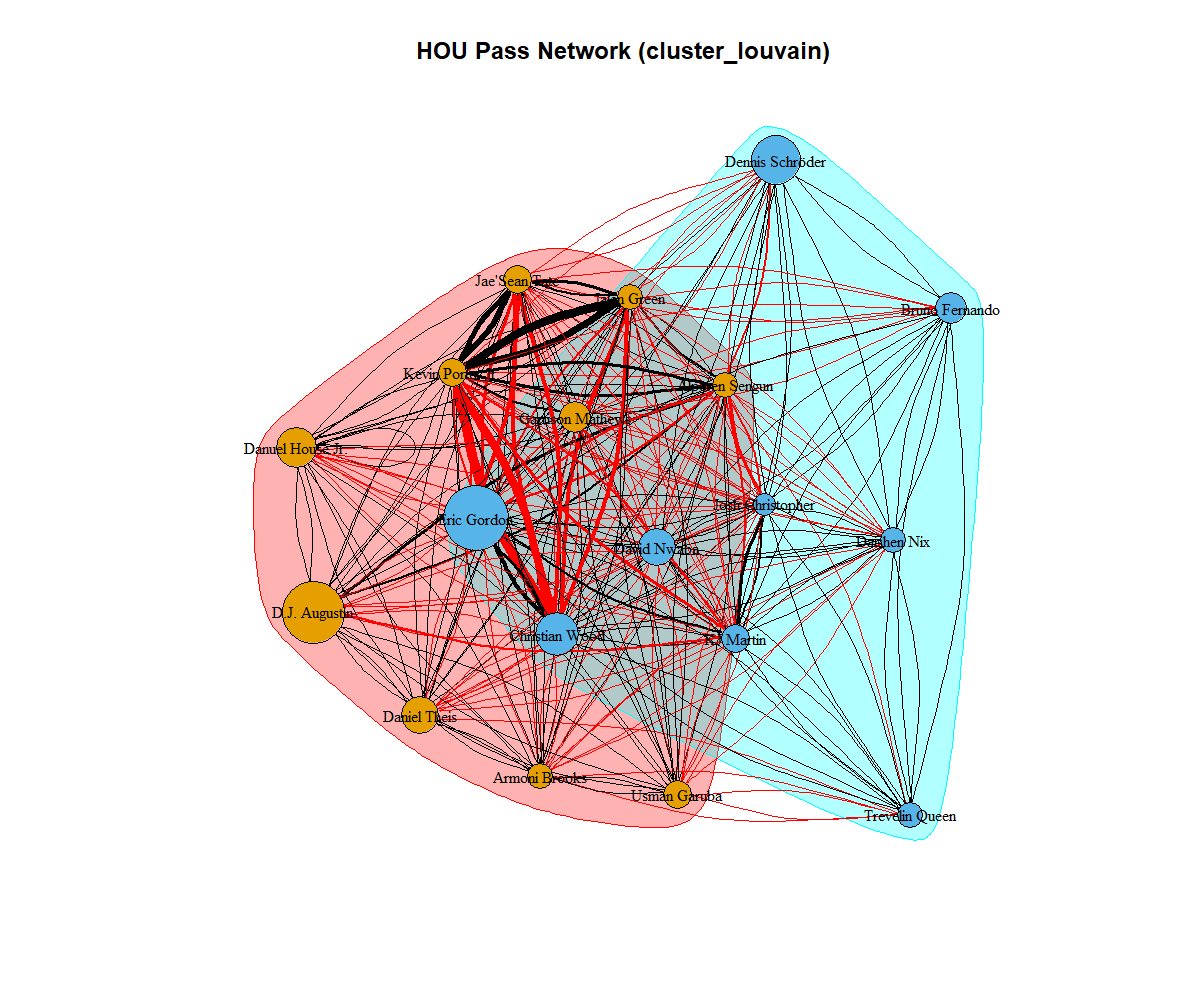 HOU Pass Network (cluster_louvain)
Dennis Schröder
Jae'Sean Tate
Jalen Green
Bruno Fernando
Kevin Porter Jr.
Alperen Sengun
Garrison Mathews
Danuel House Jr.
Eric Gordon
Josh Christopher
David Nwaba
Daishen Nix
D.J. Augustin
Christian Wood
KJ Martin
Daniel Theis
Armoni Brooks
Usman Garuba
Trevelin Queen